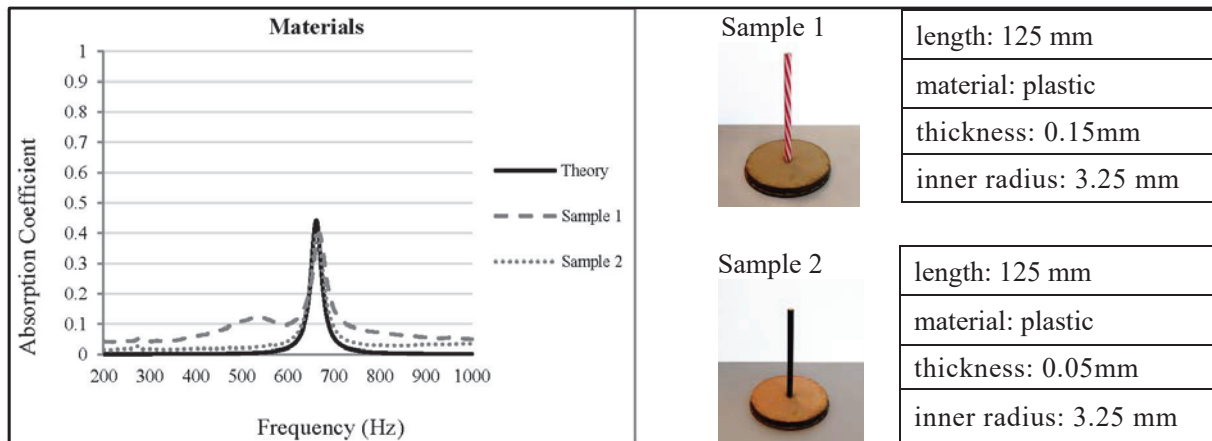 Materials
1
0.9
0.8
0.7
0.6
0.5
0.4
0.3
0.2
0.1
0
200 300 400 500 600 700 800 900 1000
Absorption Coefficient
Frequency (Hz)
Theory
Sample 1
Sample 2
Sample 1
length: 125 mm
material: plastic
thickness: 0.15mm
inner radius: 3.25 mm
Sample 2
length: 125 mm
material: plastic
thickness: 0.05mm
inner radius: 3.25 mm